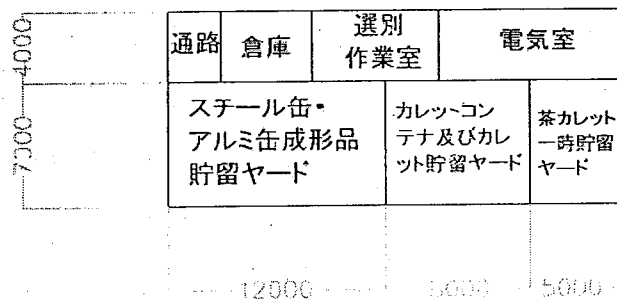 4000
通路
倉庫
選別
作業室
電気室
7000
スチール缶・
アルミ缶成形品
貯留ヤード
カレットコン
テナ及びカレ
ット貯留ヤード
茶カレット
一時貯留
ヤード
12000
5000